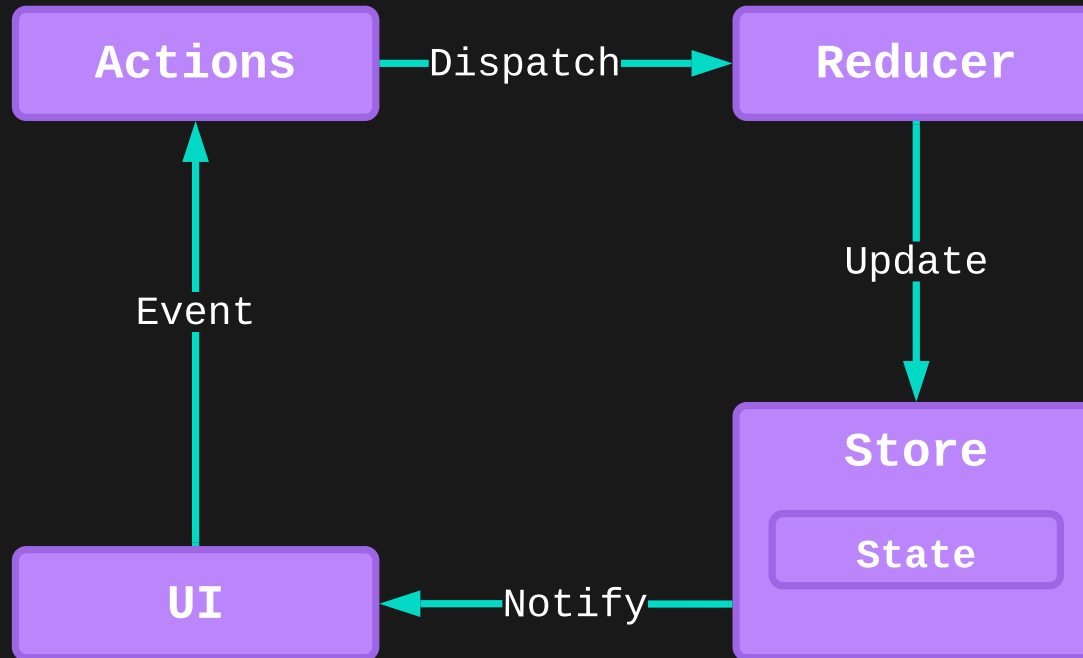 Actions
Dispatch
Reducer
Update
Event
Store
State
UI
Notify